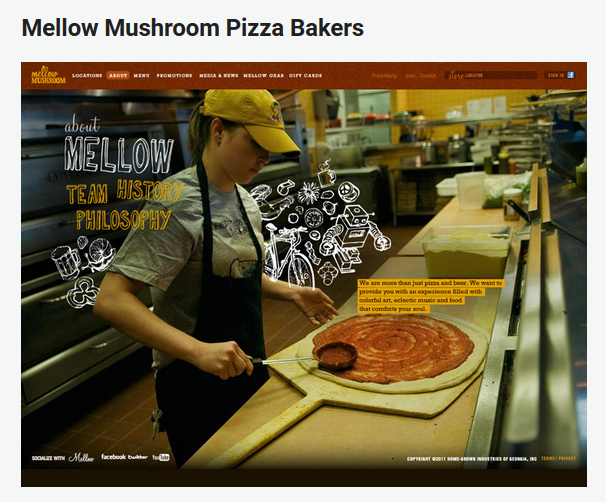 Mellow Mushroom Pizza Bakers
mellow
MUSHROOM
LOCATIONS ABOUT MENU PROMOTIONS MEDIA & NEWS MELLOW GEAR GIFT CARDS Franchising Jobs Contact store LOCATOR SIGN IN f
about
MELLOW
TEAM HISTORY
PHILOSOPHY
We are more than just pizza and beer. We want to
provide you with an experience filled with
colorful art, eclectic music and food
that comforts your soul.
SOCIALIZE WITH Mellow facebook twitter YouTube COPYRIGHT ©2011 HOME-GROWN INDUSTRIES OF GEORGIA, INC TERMS | PRIVACY